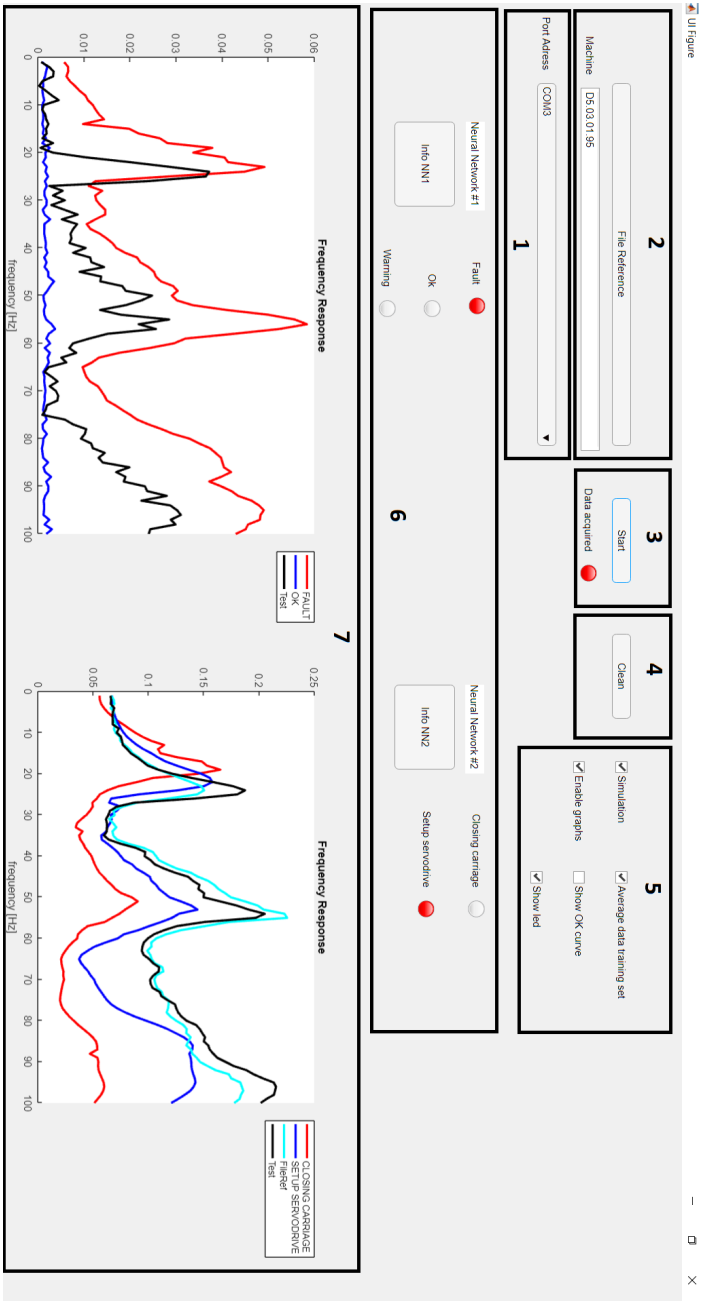 UI Figure
2
File Reference
Machine
D5.03.01.95
Port Adress
COM3
1
3
Start
Data acquired
4
Clean
5
Simulation
Average data training set
Enable graphs
Show OK curve
Show led
Neural Network #1
Info NN1
Fault
Ok
Warning
6
Neural Network #2
Info NN2
Closing carriage
Setup servodrive
7
Frequency Response
0.06
0.05
0.04
0.03
0.02
0.01
0
0 10 20 30 40 50 60 70 80 90 100
frequency [Hz]
FAULT
OK
Test
Frequency Response
0.25
0.2
0.15
0.1
0.05
0
0 10 20 30 40 50 60 70 80 90 100
frequency [Hz]
CLOSING CARRIAGE
SETUP SERVODRIVE
FileRef
Test